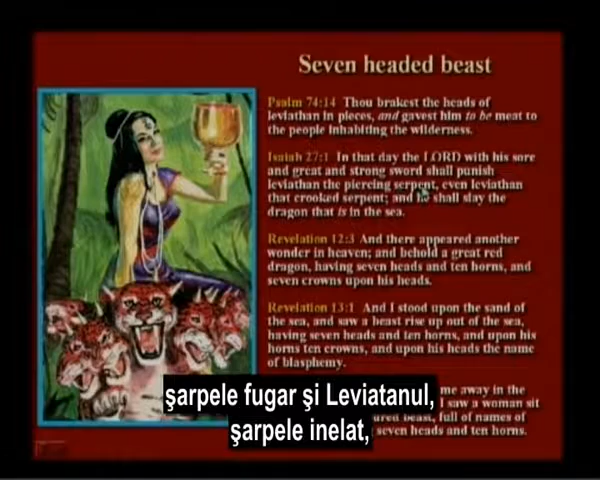 Seven headed beast
Psalm 74:14 Thou brakest the heads of
leviathan in pieces, and gavest him to be meat to
the people inhabiting the wilderness.
Isaiah 27:1 In that day the LORD with his sore
and great and strong sword shall punish
leviathan the piercing serpent, even leviathan
that crooked serpent; and he shall slay the
dragon that is in the sea.
Revelation 12:3 And there appeared another
wonder in heaven; and behold a great red
dragon, having seven heads and ten horns, and
seven crowns upon his heads.
Revelation 13:1 And I stood upon the sand of
the sea, and saw a beast rise up out of the sea,
having seven heads and ten horns, and upon his
horns ten crowns, and upon his heads the name
of blasphemy.
me away in the
I saw a woman sit
beast, full of names of
seven heads and ten horns.
şarpele fugar şi Leviatanul,
şarpele inelat,